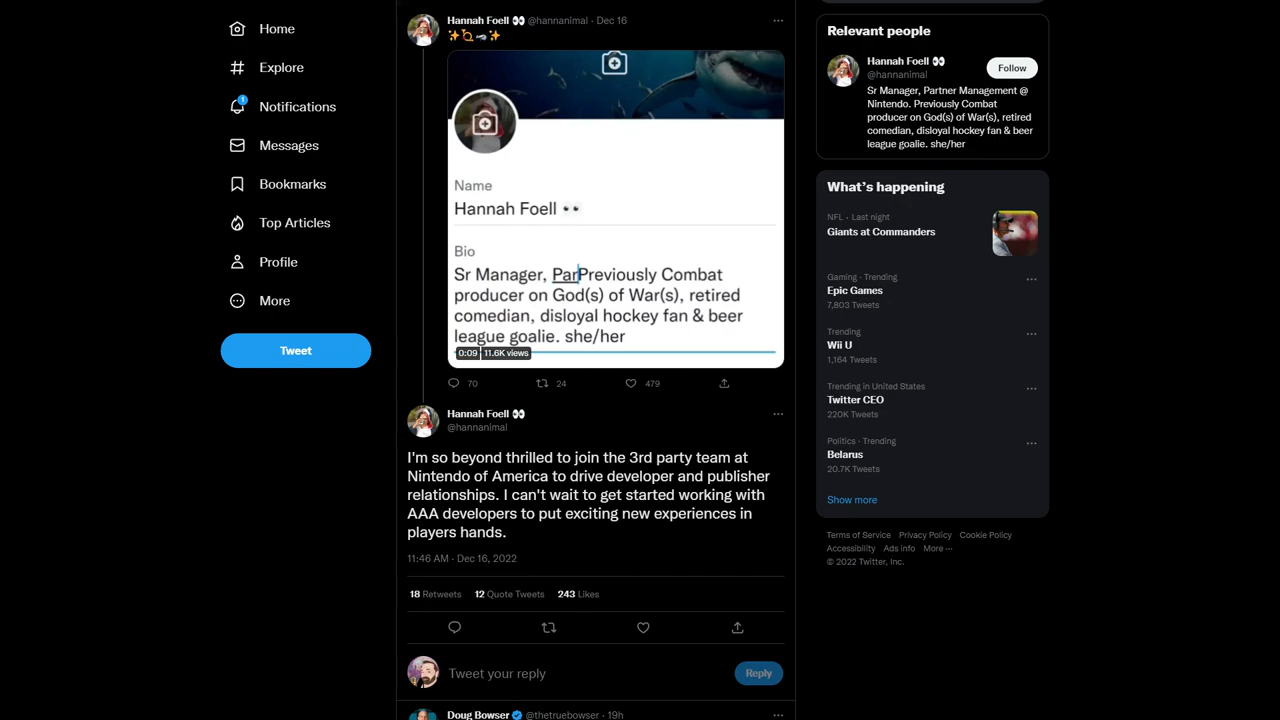 Home
Explore
1
Notifications
Messages
Bookmarks
Top Articles
Profile
More
Tweet
Hannah Foell 👀 @hannanimal · Dec 16
Name
Hannah Foell 👀
Bio
Sr Manager, ParPreviously Combat
producer on God(s) of War(s), retired
comedian, disloyal hockey fan & beer
league goalie. she/her
0:09 11.6K views
70 24 479
Hannah Foell 👀
@hannanimal
I'm so beyond thrilled to join the 3rd party team at
Nintendo of America to drive developer and publisher
relationships. I can't wait to get started working with
AAA developers to put exciting new experiences in
players hands.
11:46 AM · Dec 16, 2022
18 Retweets 12 Quote Tweets 243 Likes
Tweet your reply
Reply
Doug Bowser @thetruebowser · 19h
Relevant people
Hannah Foell 👀
@hannanimal
Follow
Sr Manager, Partner Management @
Nintendo. Previously Combat
producer on God(s) of War(s), retired
comedian, disloyal hockey fan & beer
league goalie. she/her
What's happening
NFL · Last night
Giants at Commanders
Gaming · Trending
Epic Games
7,803 Tweets
Trending
Wii U
1,164 Tweets
Trending in United States
Twitter CEO
220K Tweets
Politics · Trending
Belarus
20.7K Tweets
Show more
Terms of Service Privacy Policy Cookie Policy
Accessibility Ads info More ···
© 2022 Twitter, Inc.